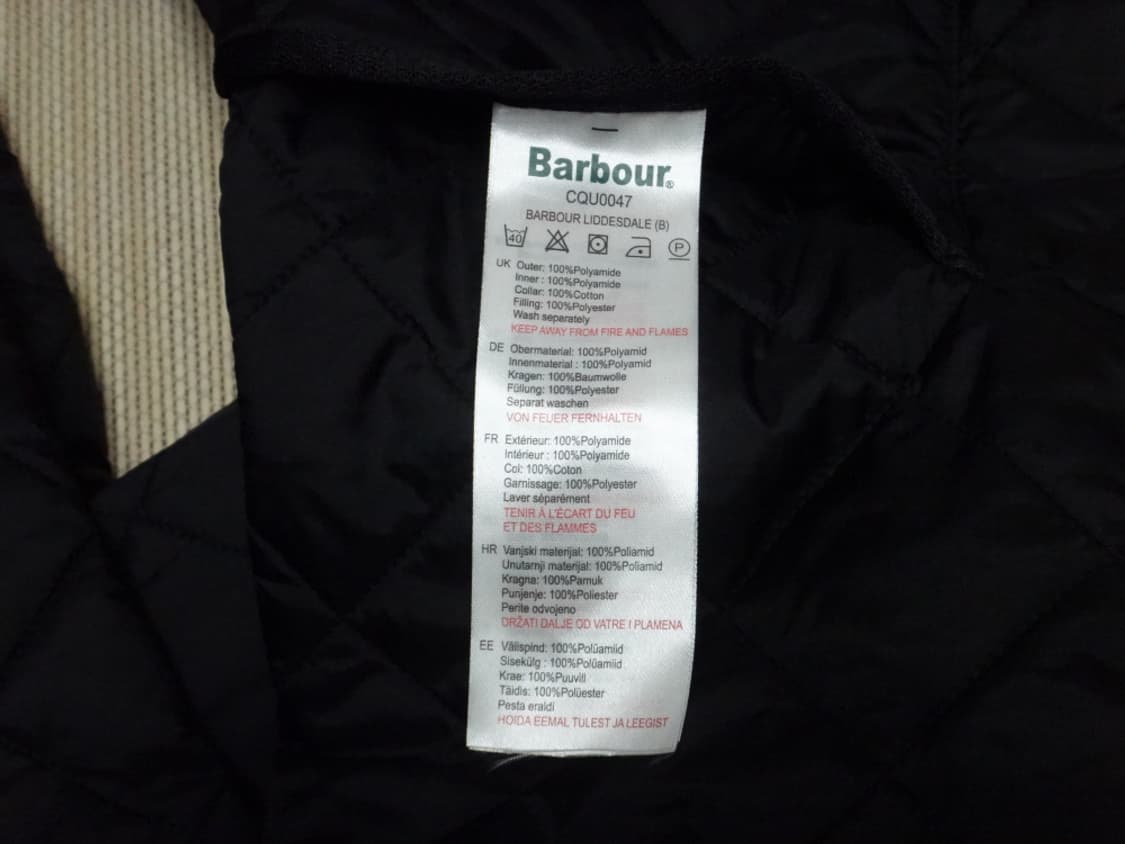 Barbour®
CQU0047
BARBOUR LIDDESDALE (B)
40 P
UK Outer: 100%Polyamide
Inner : 100%Polyamide
Collar: 100%Cotton
Filling: 100%Polyester
Wash separately
KEEP AWAY FROM FIRE AND FLAMES
DE Obermaterial: 100%Polyamid
Innenmaterial : 100%Polyamid
Kragen: 100%Baumwolle
Füllung: 100%Polyester
Separat waschen
VON FEUER FERNHALTEN
FR Extérieur: 100%Polyamide
Intérieur : 100%Polyamide
Col: 100%Coton
Garnissage: 100%Polyester
Laver séparément
TENIR À L'ÉCART DU FEU
ET DES FLAMMES
HR Vanjski materijal: 100%Poliamid
Unutarnji materijal: 100%Poliamid
Kragna: 100%Pamuk
Punjenje: 100%Poliester
Perite odvojeno
DRŽATI DALJE OD VATRE I PLAMENA
EE Välispind: 100%Polüamiid
Sisekülg : 100%Polüamiid
Krae: 100%Puuvill
Täidis: 100%Polüester
Pesta eraldi
HOIDA EEMAL TULEST JA LEEGIST